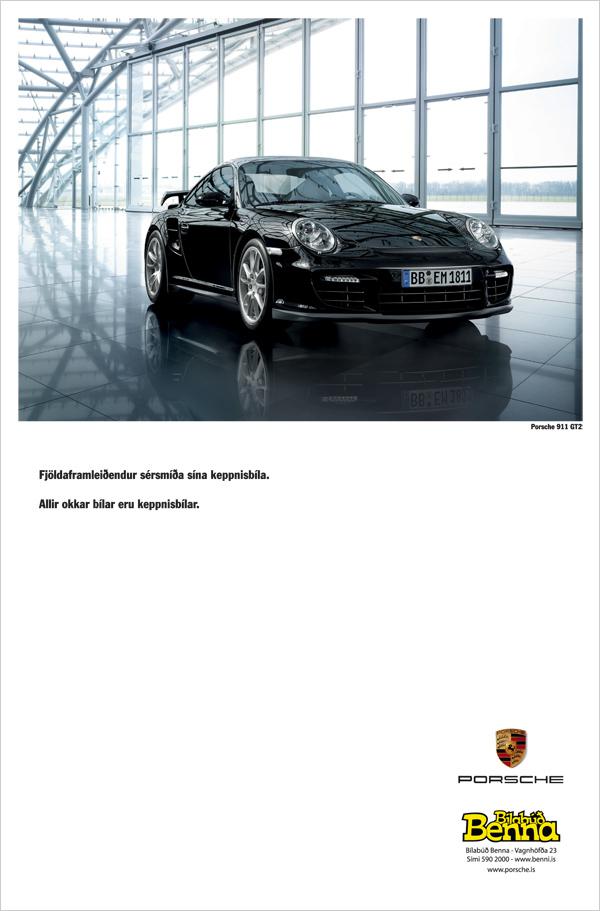 BB EM 1811
Porsche 911 GT2
Fjöldaframleiðendur sérsmíða sína keppnisbíla.
Allir okkar bílar eru keppnisbílar.
PORSCHE
Bílabúð
Benna
Bílabúð Benna - Vagnhöfða 23
Sími 590 2000 - www.benni.is
www.porsche.is